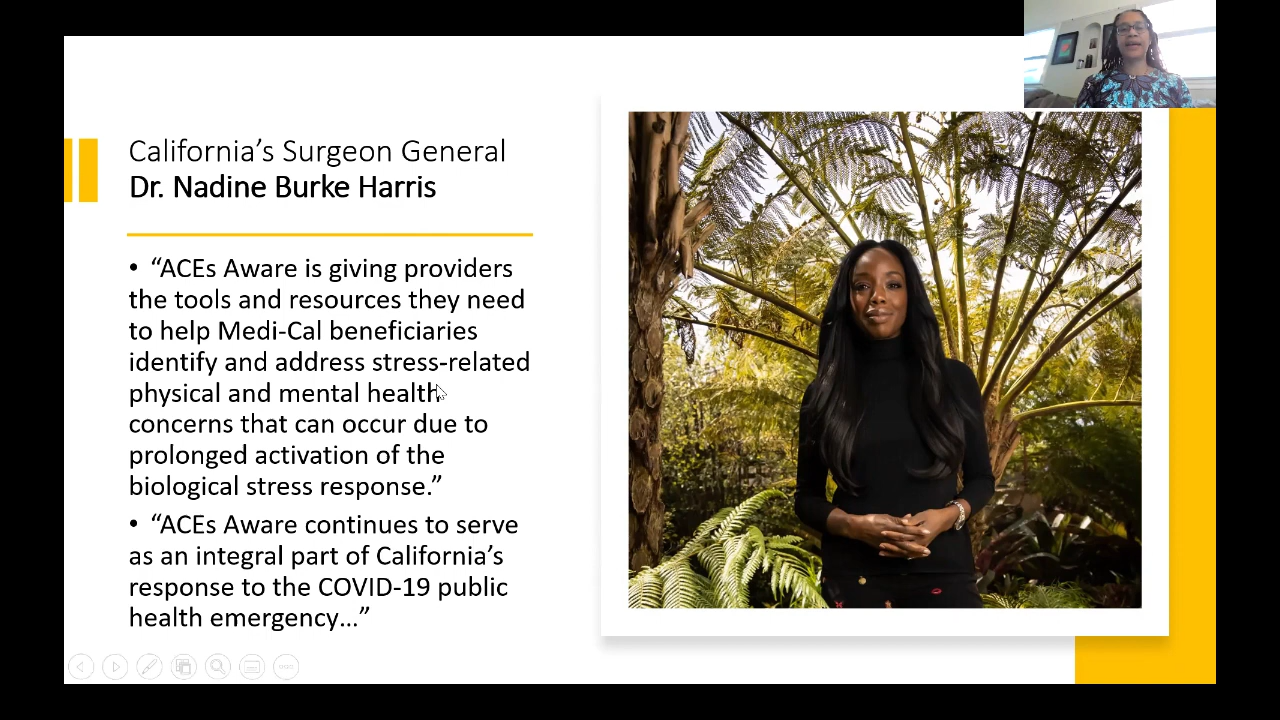 California’s Surgeon General
Dr. Nadine Burke Harris
• “ACEs Aware is giving providers
the tools and resources they need
to help Medi-Cal beneficiaries
identify and address stress-related
physical and mental health
concerns that can occur due to
prolonged activation of the
biological stress response.”
• “ACEs Aware continues to serve
as an integral part of California’s
response to the COVID-19 public
health emergency…”